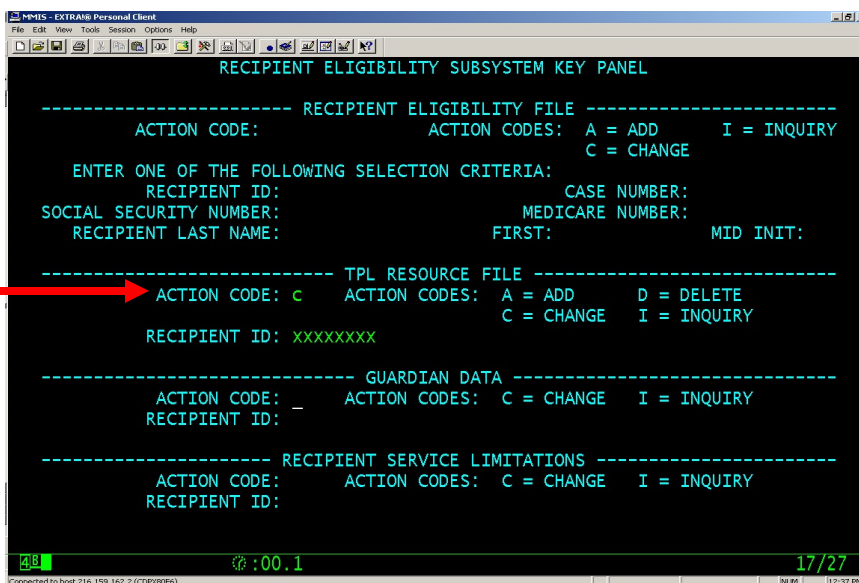 MMIS - EXTRA!® Personal Client
File Edit View Tools Session Options Help
RECIPIENT ELIGIBILITY SUBSYSTEM KEY PANEL
------------------------ RECIPIENT ELIGIBILITY FILE ------------------------
ACTION CODE: ACTION CODES: A = ADD I = INQUIRY
C = CHANGE
ENTER ONE OF THE FOLLOWING SELECTION CRITERIA:
RECIPIENT ID: CASE NUMBER:
SOCIAL SECURITY NUMBER: MEDICARE NUMBER:
RECIPIENT LAST NAME: FIRST: MID INIT:
---------------------------- TPL RESOURCE FILE -----------------------------
ACTION CODE: c ACTION CODES: A = ADD D = DELETE
C = CHANGE I = INQUIRY
RECIPIENT ID: XXXXXXXX
------------------------------ GUARDIAN DATA -------------------------------
ACTION CODE: _ ACTION CODES: C = CHANGE I = INQUIRY
RECIPIENT ID:
---------------------- RECIPIENT SERVICE LIMITATIONS -----------------------
ACTION CODE: ACTION CODES: C = CHANGE I = INQUIRY
RECIPIENT ID:
4B :00.1 17/27
Connected to host 216.159.162.2 (CDPX80F6) NUM 12:37 PM